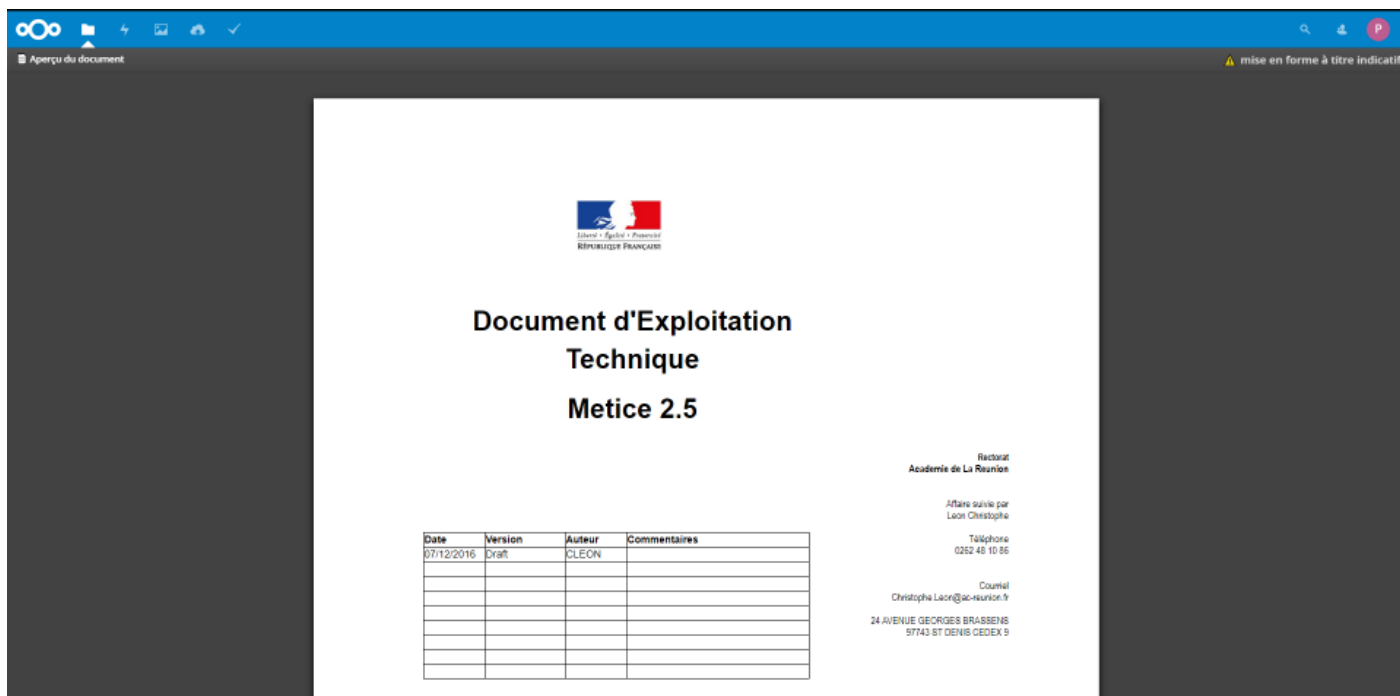 P
Aperçu du document
mise en forme à titre indicatif
Liberté • Égalité • Fraternité
RÉPUBLIQUE FRANÇAISE
Document d'Exploitation
Technique
Metice 2.5
Rectorat
Academie de La Reunion
Affaire suivie par
Leon Christophe
Téléphone
0262 48 10 86
Courriel
Christophe.Leon@ac-reunion.fr
24 AVENUE GEORGES BRASSENS
97743 ST DENIS CEDEX 9
Date Version Auteur Commentaires
07/12/2016 Draft CLEON